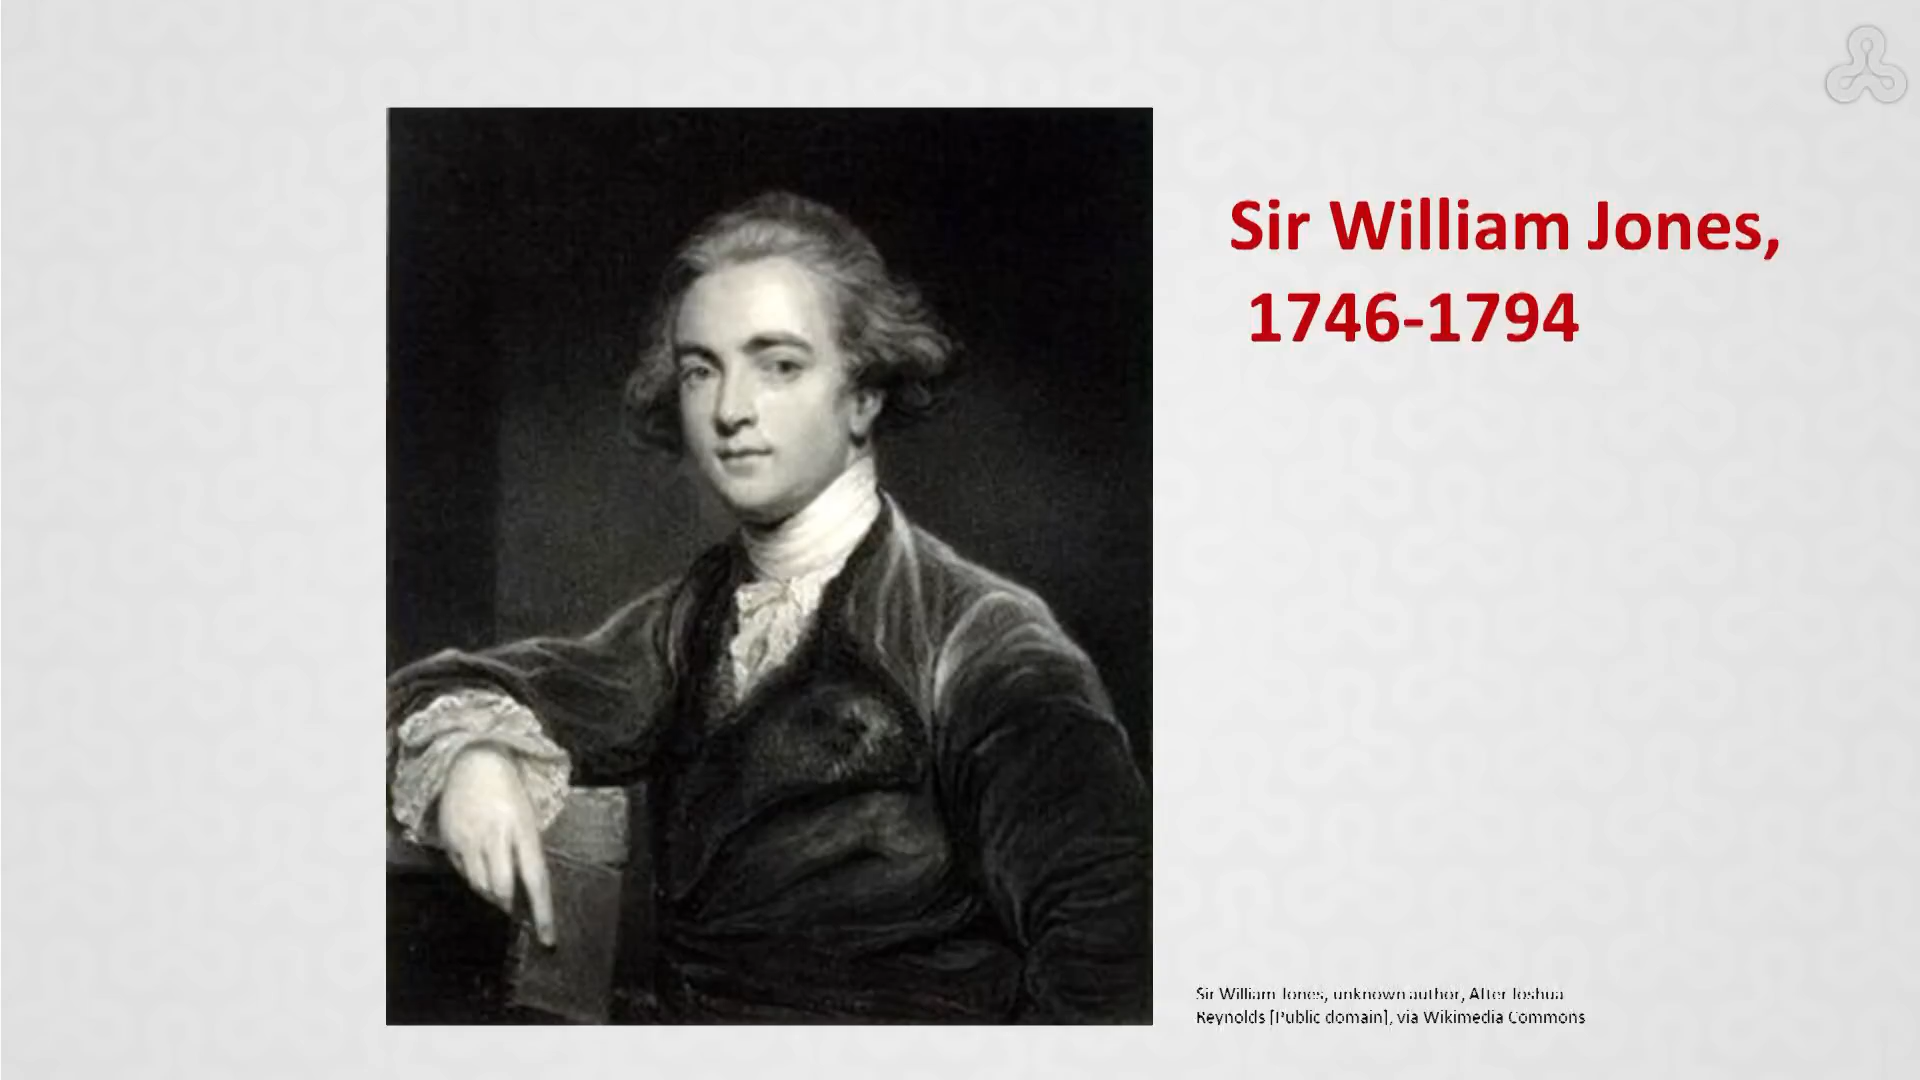 Sir William Jones,
1746-1794
Sir William Jones, unknown author, After Joshua
Reynolds [Public domain], via Wikimedia Commons